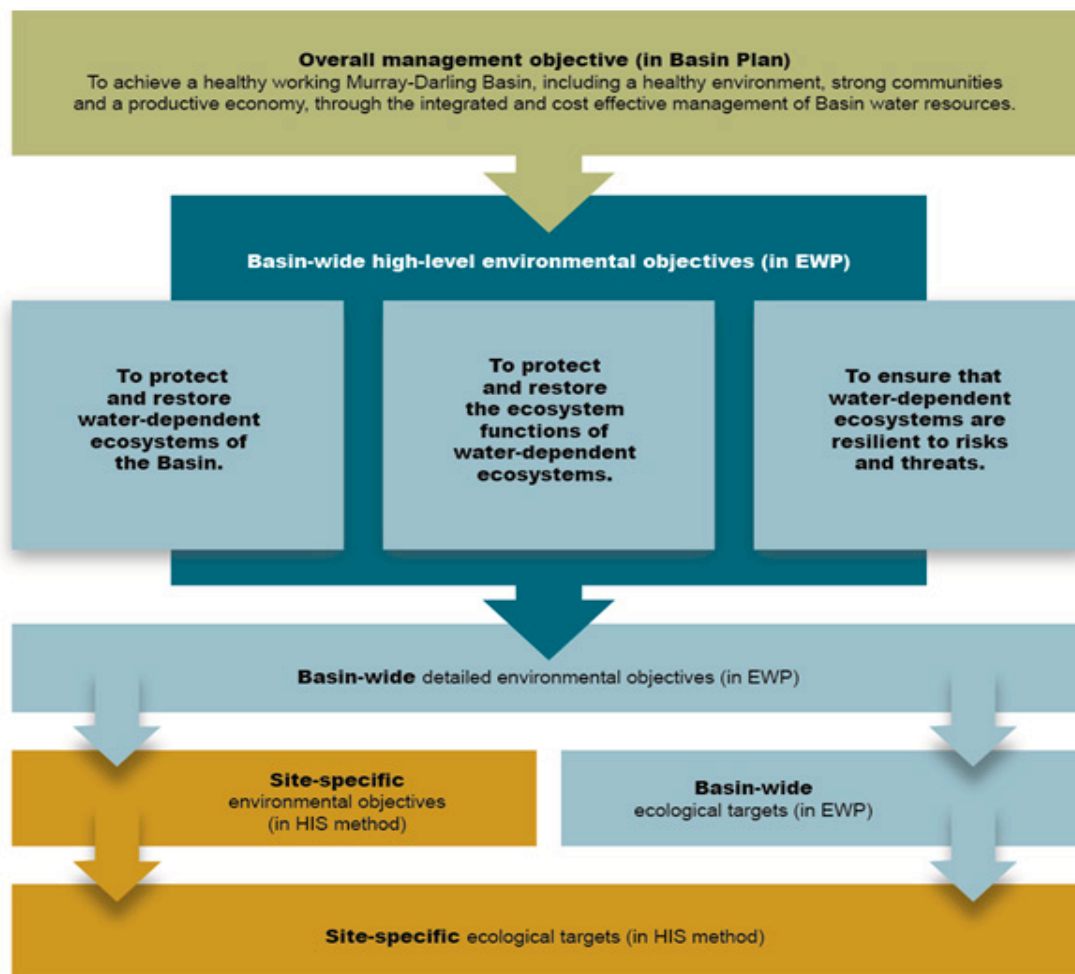 Overall management objective (in Basin Plan)
To achieve a healthy working Murray-Darling Basin, including a healthy environment, strong communities
and a productive economy, through the integrated and cost effective management of Basin water resources.
Basin-wide high-level environmental objectives (in EWP)
To protect
and restore
water-dependent
ecosystems of
the Basin.
To protect
and restore
the ecosystem
functions of
water-dependent
ecosystems.
To ensure that
water-dependent
ecosystems are
resilient to risks
and threats.
Basin-wide detailed environmental objectives (in EWP)
Site-specific
environmental objectives
(in HIS method)
Basin-wide
ecological targets (in EWP)
Site-specific ecological targets (in HIS method)